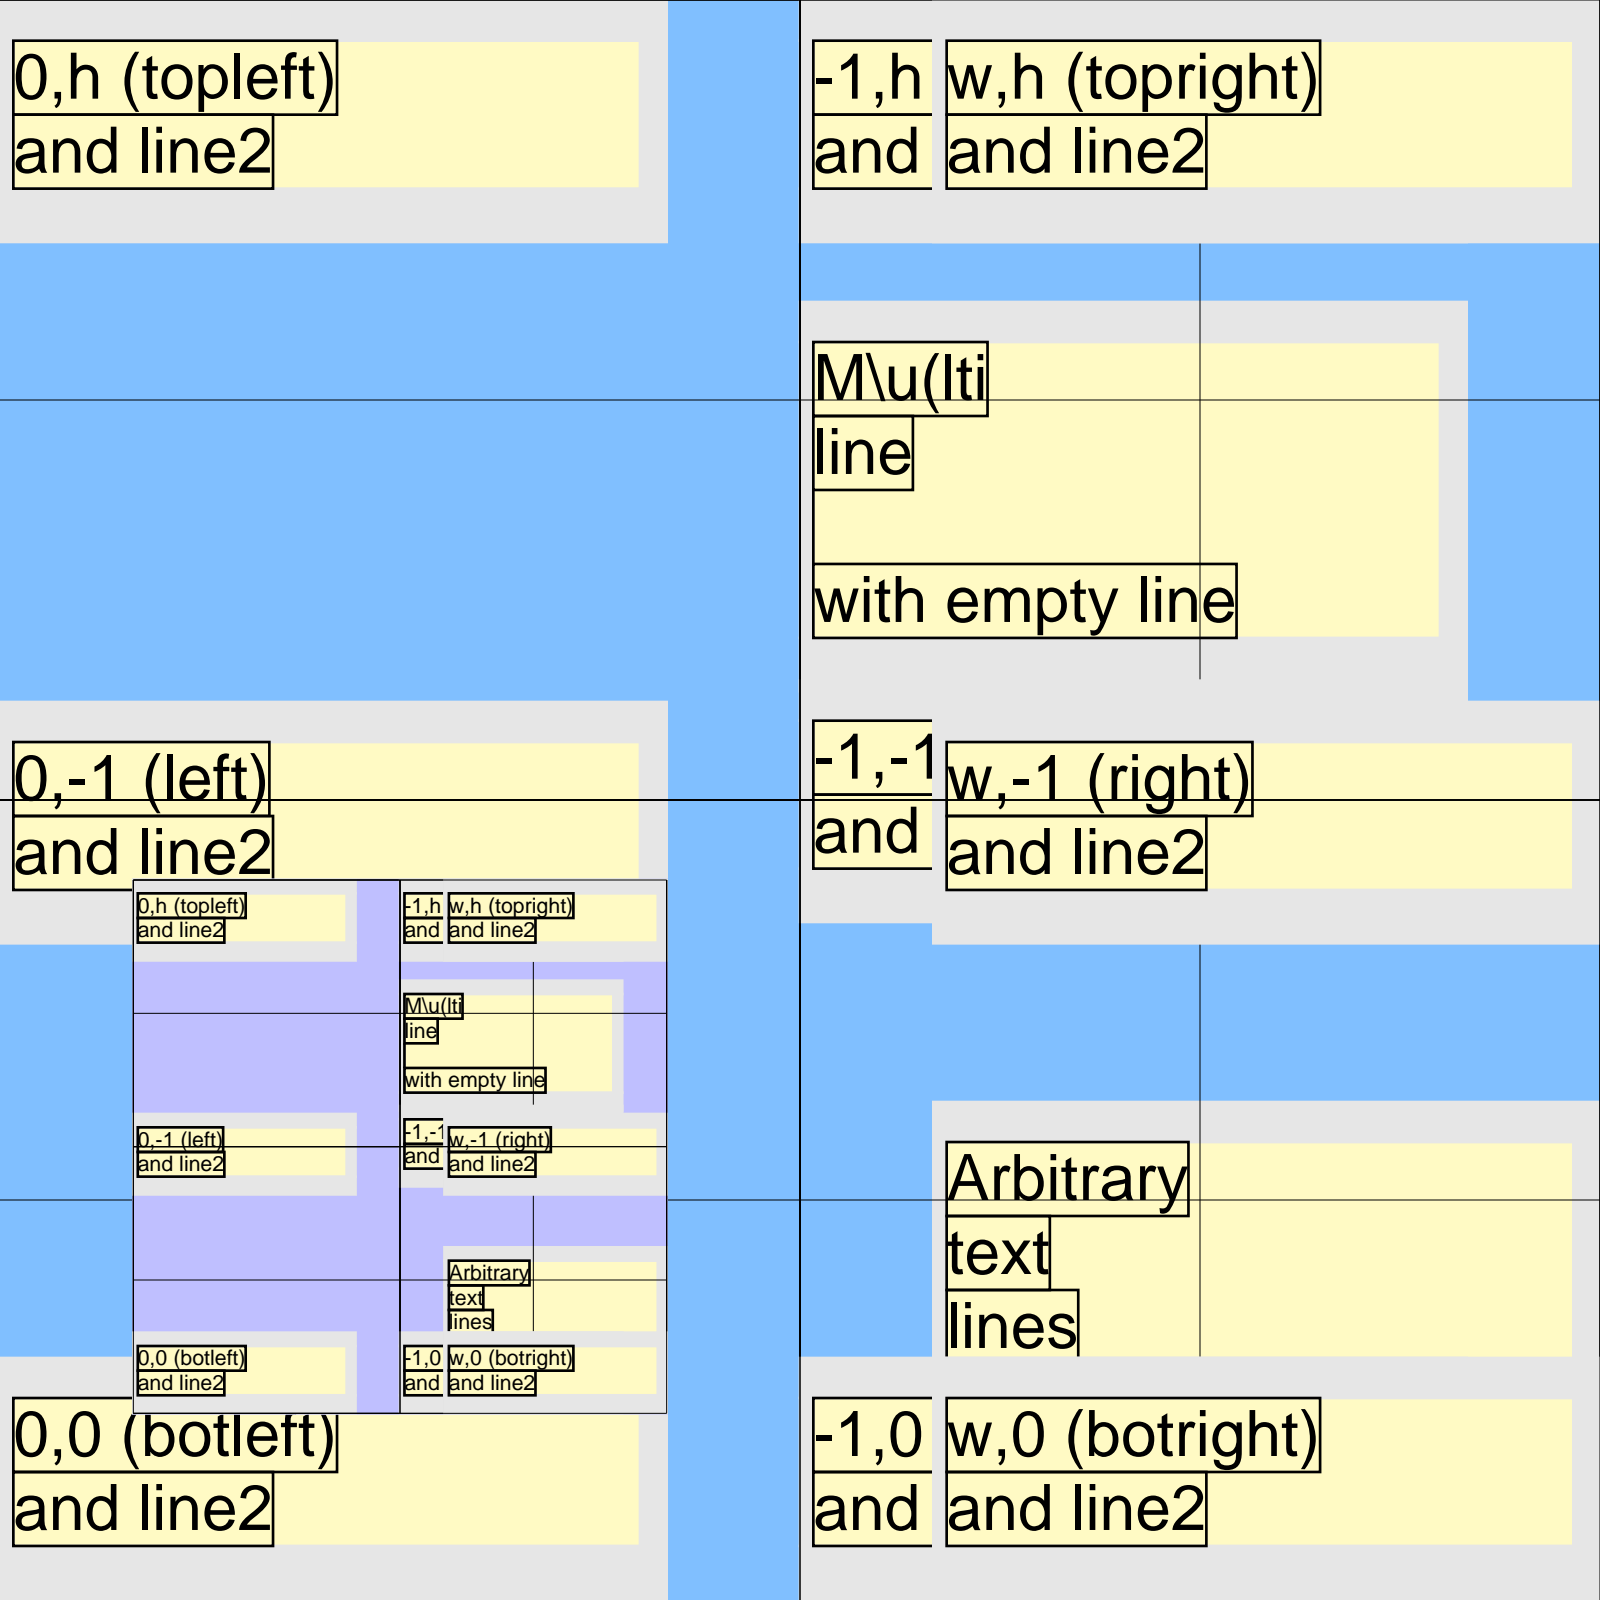 0,h (topleft)
and line2
-1,h
and
w,h (topright)
and line2
M\u(lti
line
with empty line
0,-1 (left)
and line2
-1,-1
and
w,-1 (right)
and line2
0,h (topleft)
and line2
-1,h
and
w,h (topright)
and line2
M\u(lti
line
with empty line
0,-1 (left)
and line2
-1,-1
and
w,-1 (right)
and line2
Arbitrary
text
lines
0,0 (botleft)
and line2
-1,0
and
w,0 (botright)
and line2
Arbitrary
text
lines
0,0 (botleft)
and line2
-1,0
and
w,0 (botright)
and line2